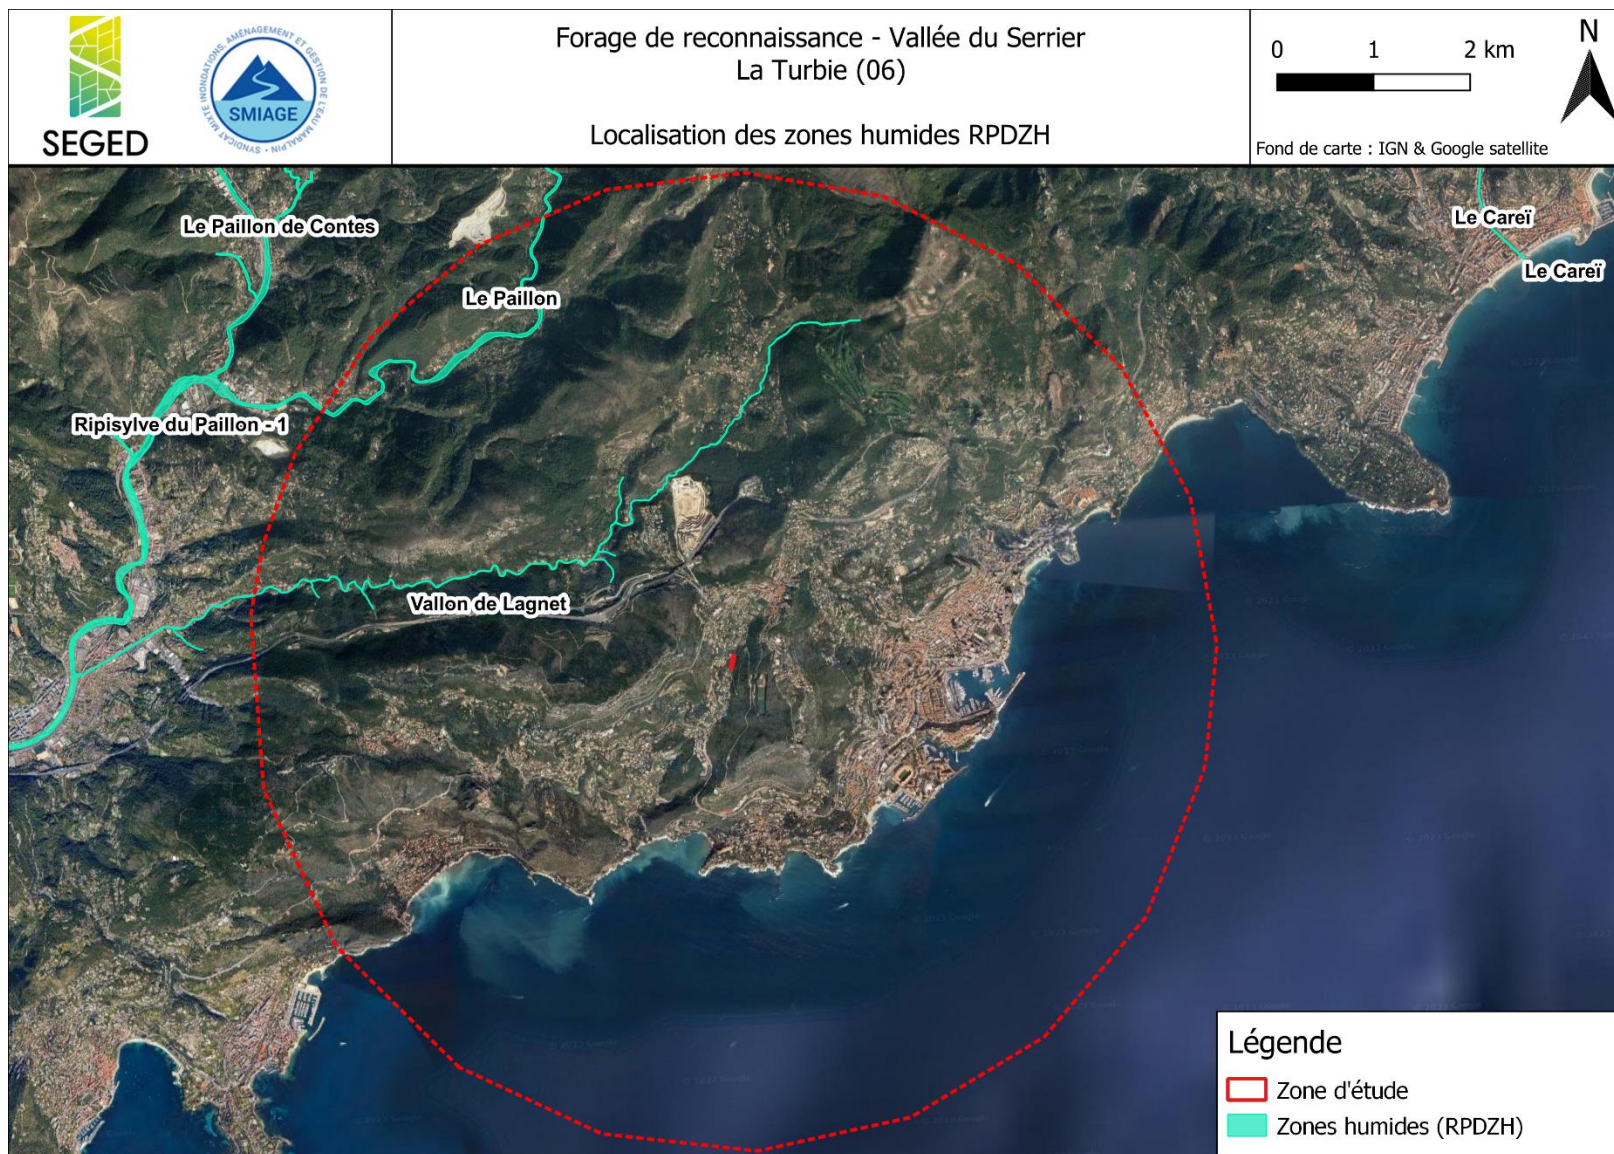 SEGED
SYNDICAT MIXTE INONDATIONS, AMÉNAGEMENT ET GESTION DE L'EAU MARALPIN
SMIAGE
Forage de reconnaissance - Vallée du Serrier
La Turbie (06)
Localisation des zones humides RPDZH
0 1 2 km
N
Fond de carte : IGN & Google satellite
Le Paillon de Contes
Le Careï
Le Careï
Le Paillon
Ripisylve du Paillon - 1
Vallon de Lagnet
Légende
Zone d'étude
Zones humides (RPDZH)